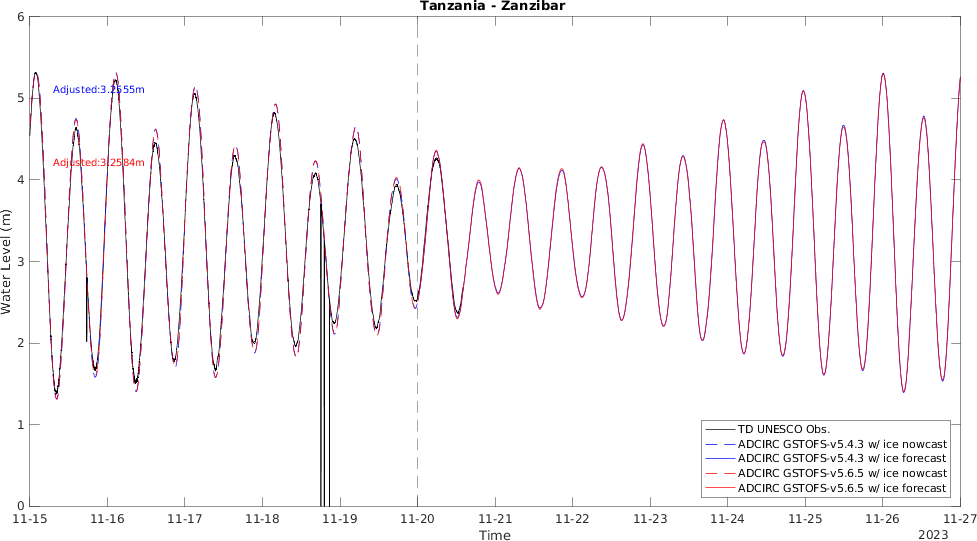 Tanzania - Zanzibar
6
5
4
3
2
1
0
Water Level (m)
Adjusted:3.2555m
Adjusted:3.2584m
TD UNESCO Obs.
ADCIRC GSTOFS-v5.4.3 w/ ice nowcast
ADCIRC GSTOFS-v5.4.3 w/ ice forecast
ADCIRC GSTOFS-v5.6.5 w/ ice nowcast
ADCIRC GSTOFS-v5.6.5 w/ ice forecast
11-15 11-16 11-17 11-18 11-19 11-20 11-21 11-22 11-23 11-24 11-25 11-26 11-27
Time
2023